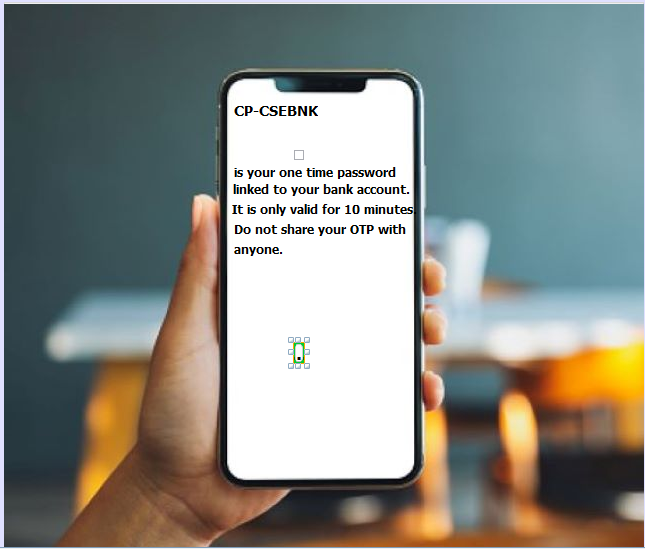 CP-CSEBNK
is your one time password
linked to your bank account.
It is only valid for 10 minutes.
Do not share your OTP with
anyone.